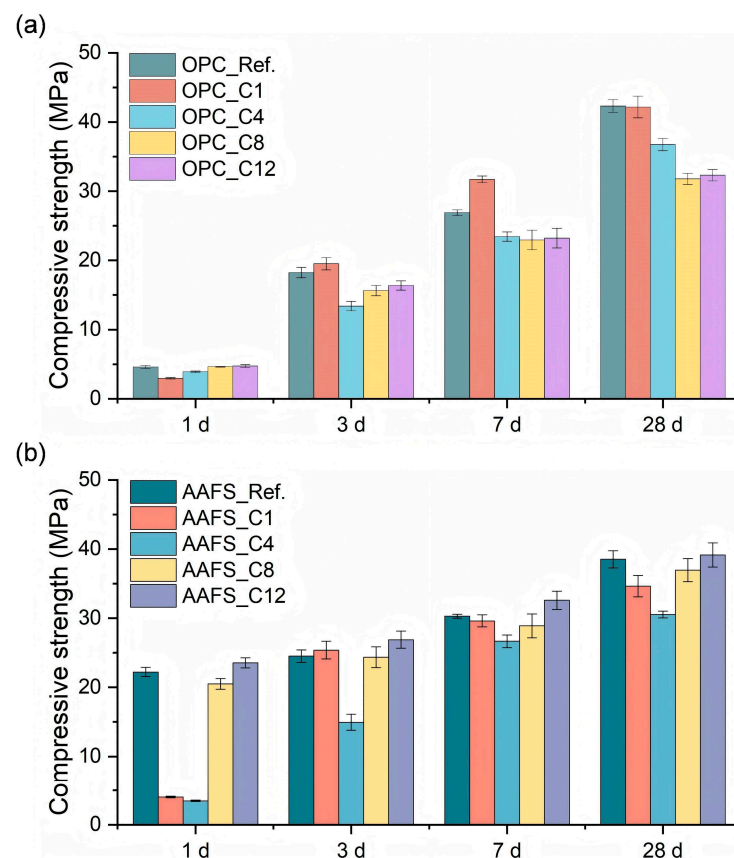 (a)
50
40
30
20
10
0
Compressive strength (MPa)
OPC_Ref.
OPC_C1
OPC_C4
OPC_C8
OPC_C12
1 d 3 d 7 d 28 d
(b)
50
40
30
20
10
0
Compressive strength (MPa)
AAFS_Ref.
AAFS_C1
AAFS_C4
AAFS_C8
AAFS_C12
1 d 3 d 7 d 28 d